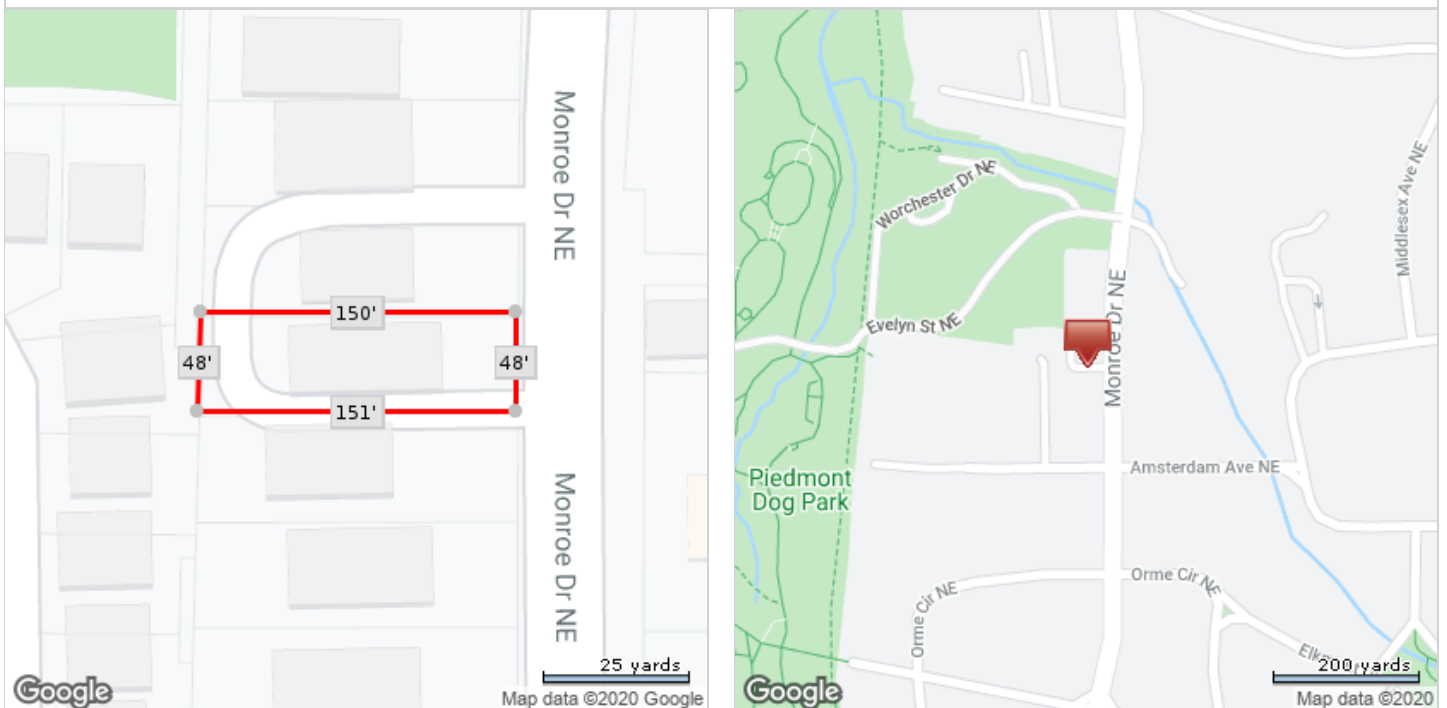 Monroe Dr NE
150'
48'
48'
151'
Monroe Dr NE
25 yards
Google
Map data ©2020 Google
Worchester Dr NE
Middlesex Ave NE
Evelyn St NE
Monroe Dr NE
Amsterdam Ave NE
Piedmont
Dog Park
Orme Cir NE
Orme Cir NE
200 yards
Google
Map data ©2020